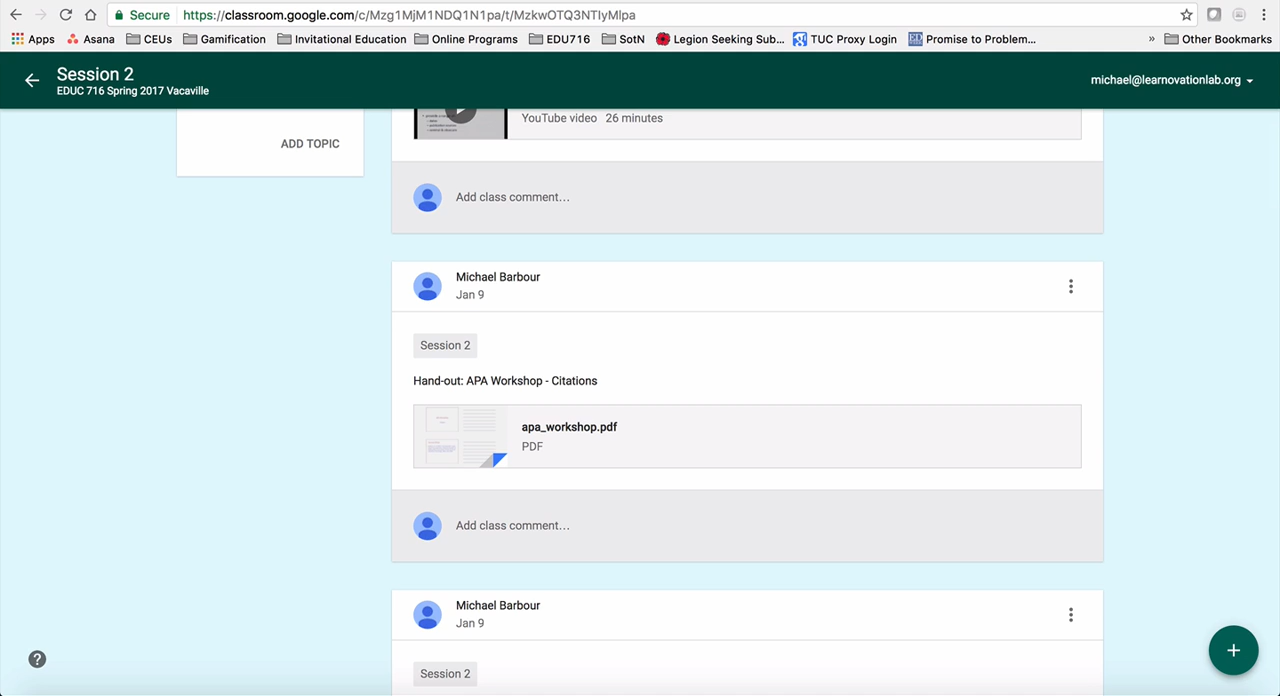 Secure https://classroom.google.com/c/Mzg1MjM1NDQ1N1pa/t/MzkwOTQ3NTIyMlpa
Apps Asana CEUs Gamification Invitational Education Online Programs EDU716 SotN Legion Seeking Sub... TUC Proxy Login Promise to Problem... » Other Bookmarks
Session 2
EDUC 716 Spring 2017 Vacaville
michael@learnovationlab.org
ADD TOPIC
YouTube video 26 minutes
Add class comment...
Michael Barbour
Jan 9
Session 2
Hand-out: APA Workshop - Citations
apa_workshop.pdf
PDF
Add class comment...
Michael Barbour
Jan 9
Session 2